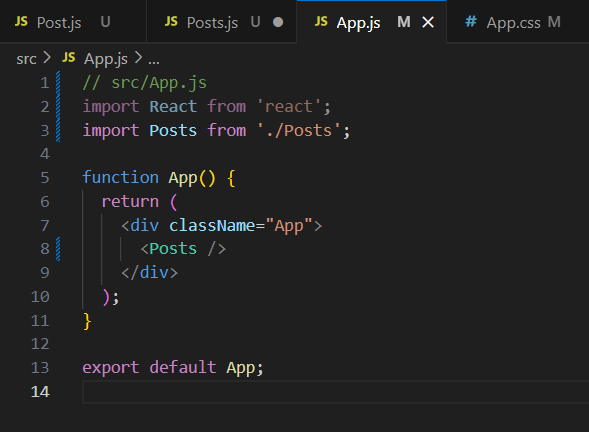 JS Post.js U JS Posts.js U ● JS App.js M × # App.css M
src > JS App.js > ...
1 // src/App.js
2 import React from 'react';
3 import Posts from './Posts';
4
5 function App() {
6   return (
7     <div className="App">
8       <Posts />
9     </div>
10   );
11 }
12
13 export default App;
14